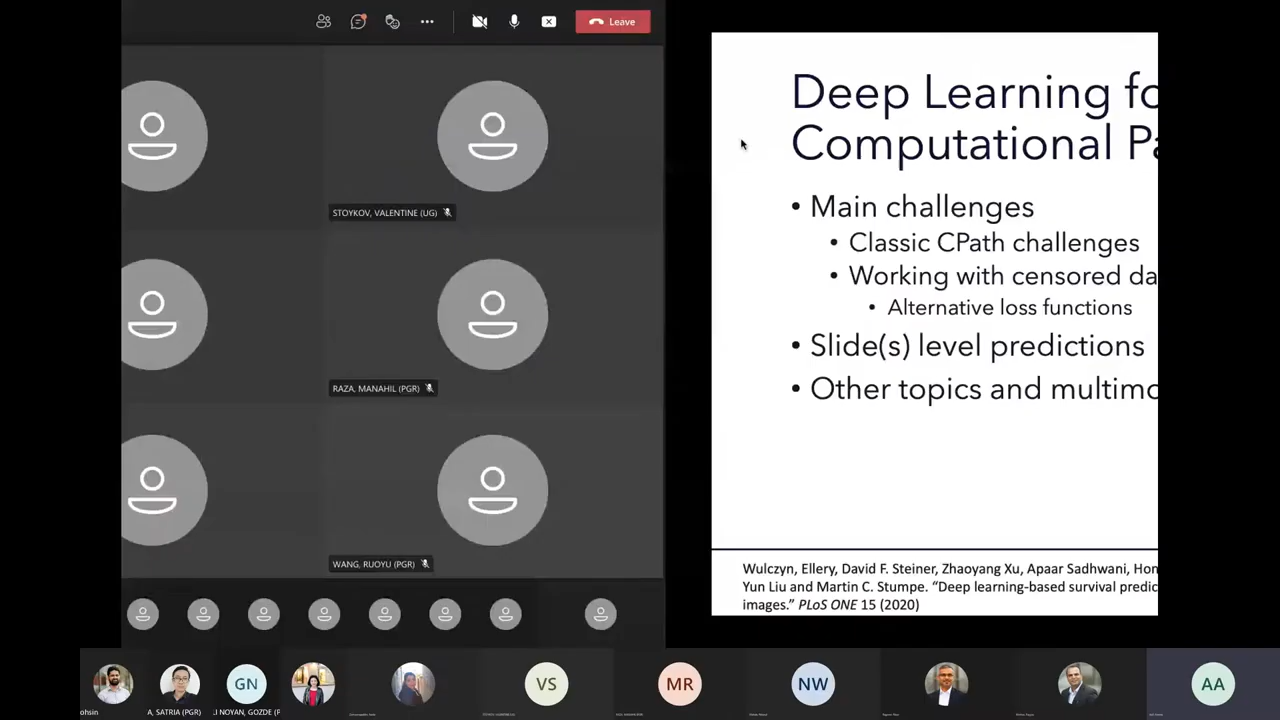 Leave
STOYKOV, VALENTINE (UG)
RAZA, MANAHIL (PGR)
WANG, RUOYU (PGR)
Deep Learning fo
Computational Pa
• Main challenges
• Classic CPath challenges
• Working with censored da
• Alternative loss functions
• Slide(s) level predictions
• Other topics and multimo
Wulczyn, Ellery, David F. Steiner, Zhaoyang Xu, Apaar Sadhwani, Hon
Yun Liu and Martin C. Stumpe. “Deep learning-based survival predic
images.” PLoS ONE 15 (2020)
GN
VS
MR
NW
AA
ohsin
A, SATRIA (PGR)
.I NOYAN, GOZDE (P